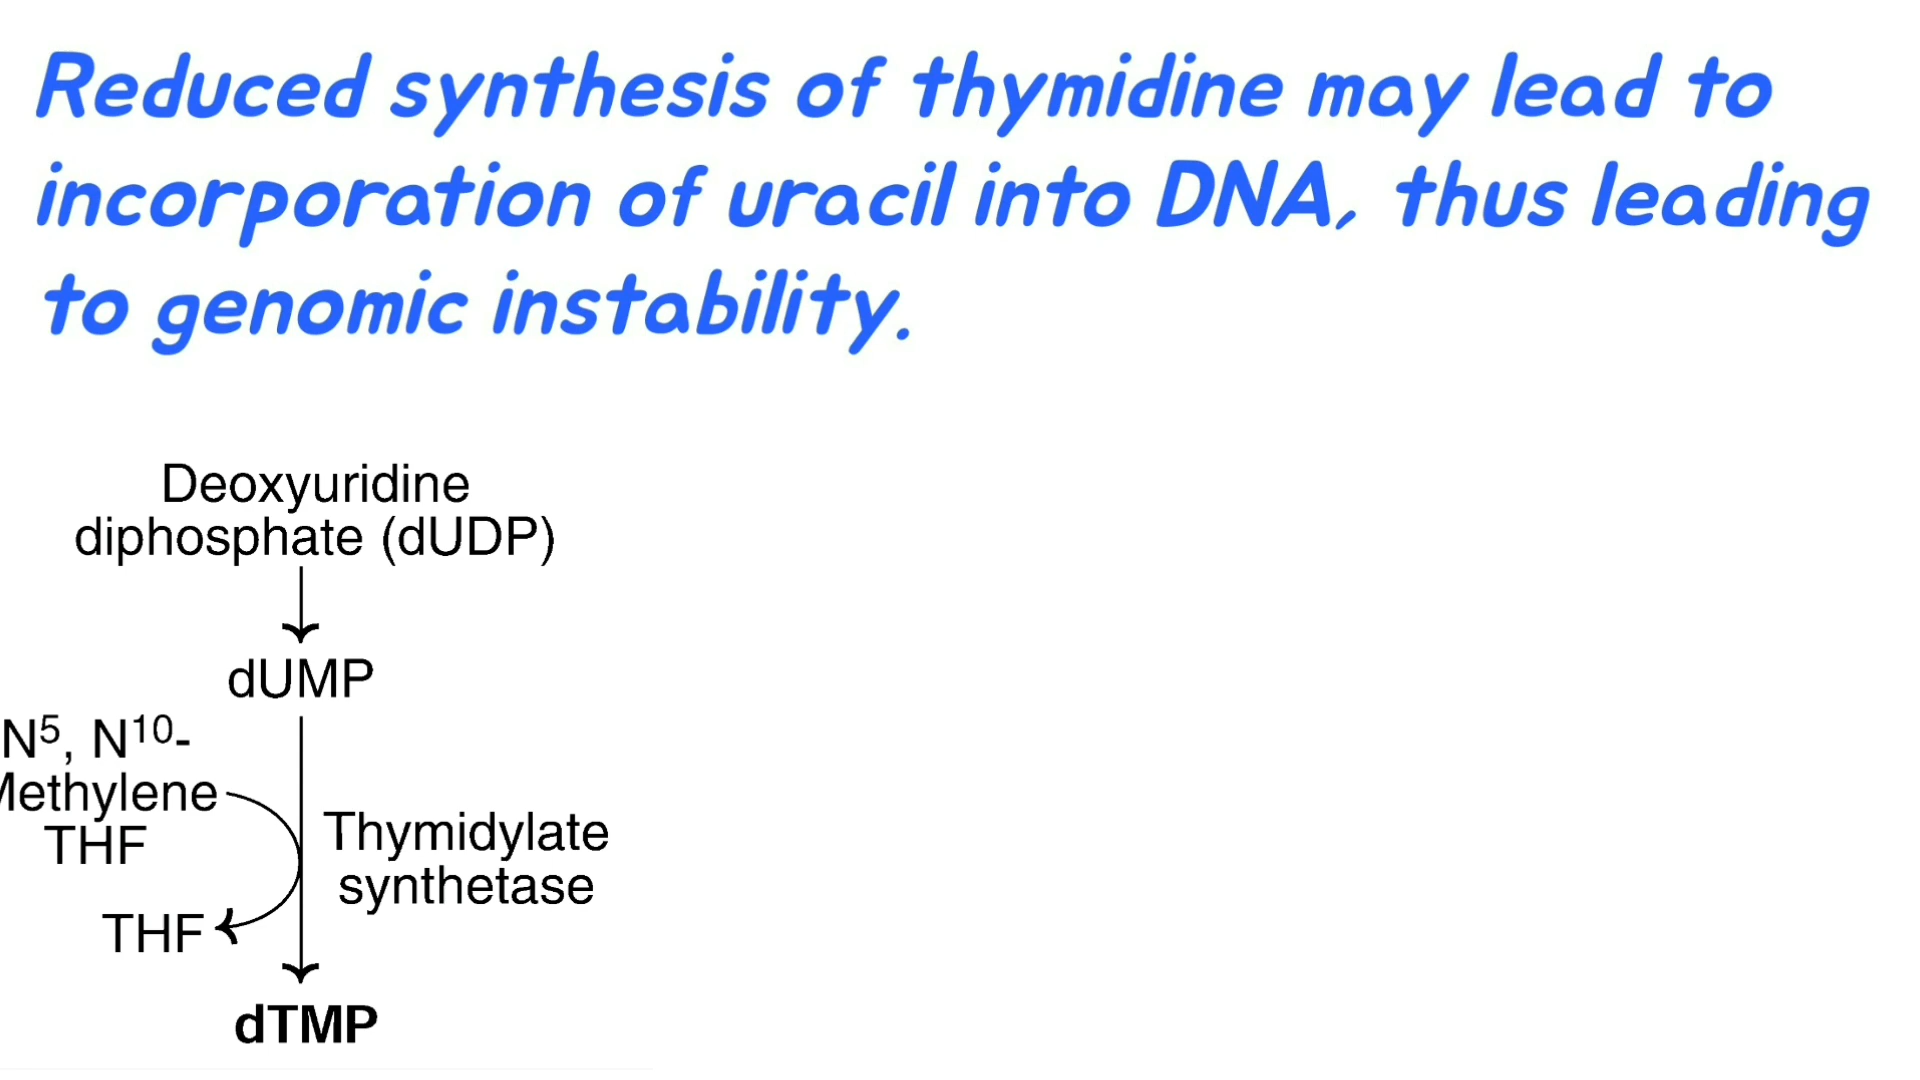 Reduced synthesis of thymidine may lead to
incorporation of uracil into DNA, thus leading
to genomic instability.
Deoxyuridine
diphosphate (dUDP)
dUMP
N⁵, N¹⁰-
Methylene
THF
Thymidylate
synthetase
THF
dTMP